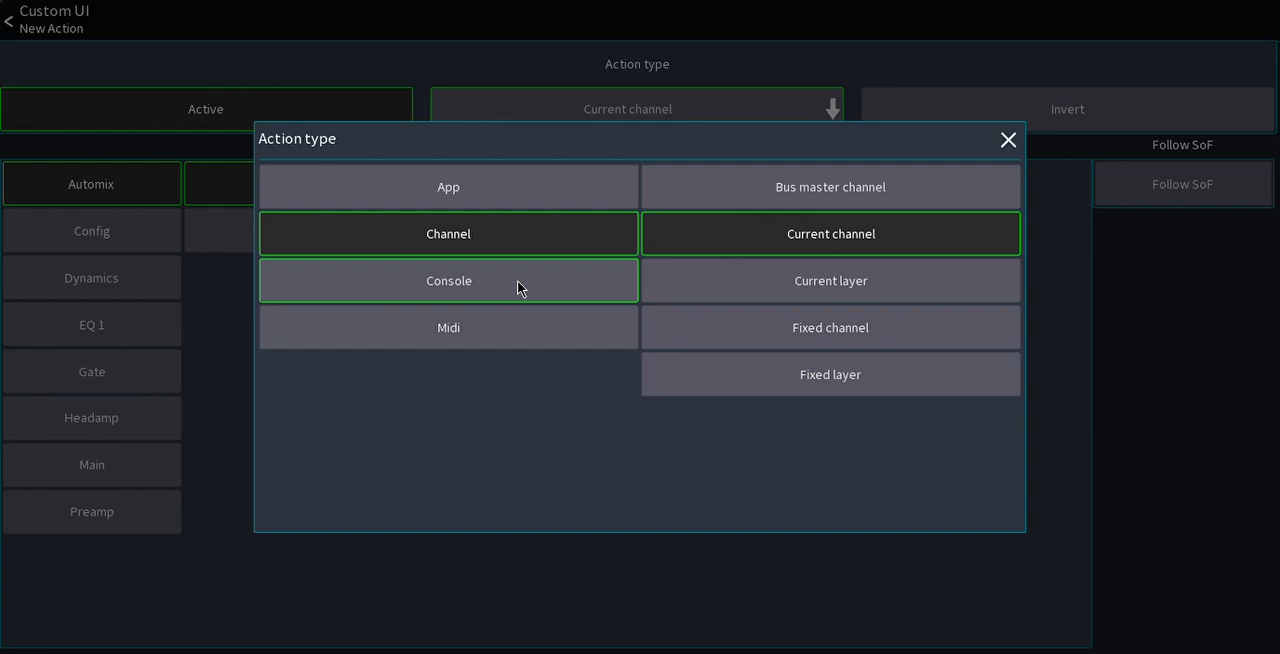 Custom UI
New Action
Action type
Active
Current channel
Invert
Action type
Follow SoF
App
Bus master channel
Automix
Follow SoF
Channel
Current channel
Config
Console
Current layer
Dynamics
Midi
Fixed channel
EQ 1
Fixed layer
Gate
Headamp
Main
Preamp